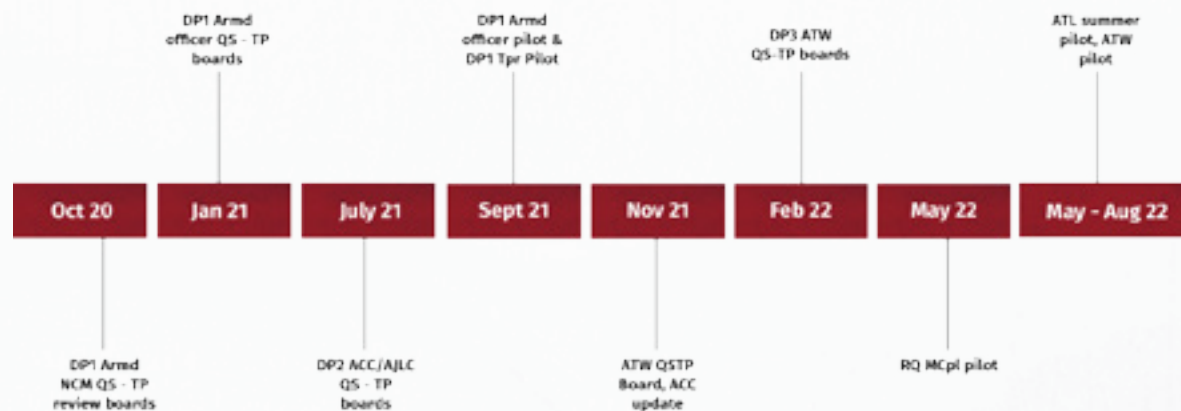 DP1 Armd
officer QS - TP
boards
DP1 Armd
officer pilot &
DP1 Tpr Pilot
DP3 ATW
QS-TP boards
ATL summer
pilot, ATW
pilot
Oct 20
Jan 21
July 21
Sept 21
Nov 21
Feb 22
May 22
May - Aug 22
DP1 Armd
NCM QS - TP
review boards
DP2 ACC/AJLC
QS - TP
boards
ATW QSTP
Board, ACC
update
RQ MCpl pilot